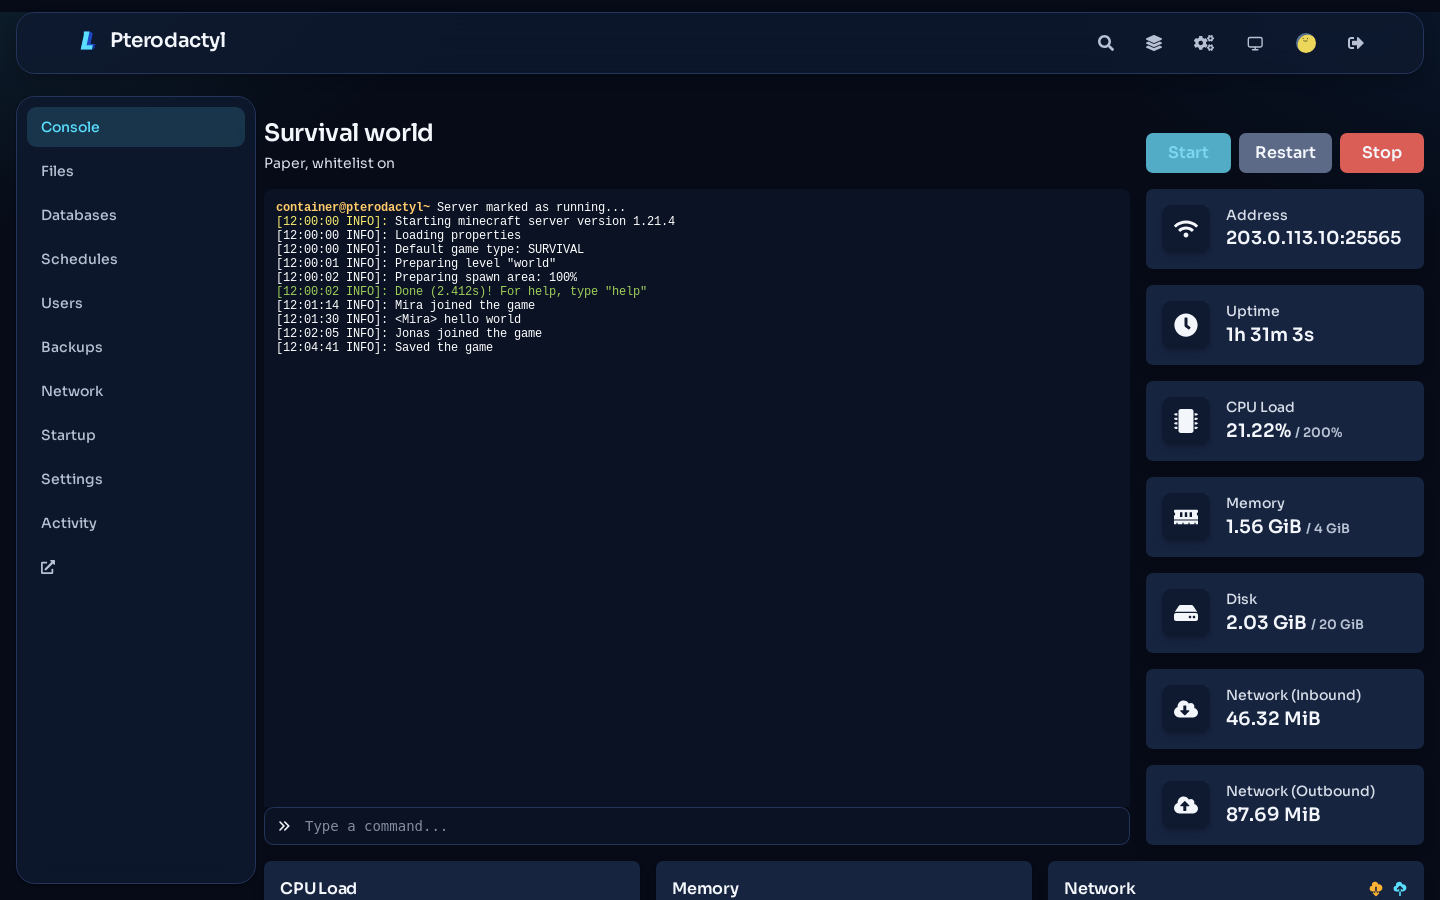 Pterodactyl
Console
Files
Databases
Schedules
Users
Backups
Network
Startup
Settings
Activity
Survival world
Paper, whitelist on
Start
Restart
Stop
container@pterodactyl~ Server marked as running...
[12:00:00 INFO]: Starting minecraft server version 1.21.4
[12:00:00 INFO]: Loading properties
[12:00:00 INFO]: Default game type: SURVIVAL
[12:00:01 INFO]: Preparing level "world"
[12:00:02 INFO]: Preparing spawn area: 100%
[12:00:02 INFO]: Done (2.412s)! For help, type "help"
[12:01:14 INFO]: Mira joined the game
[12:01:30 INFO]: <Mira> hello world
[12:02:05 INFO]: Jonas joined the game
[12:04:41 INFO]: Saved the game
Type a command...
Address
203.0.113.10:25565
Uptime
1h 31m 3s
CPU Load
21.22% / 200%
Memory
1.56 GiB / 4 GiB
Disk
2.03 GiB / 20 GiB
Network (Inbound)
46.32 MiB
Network (Outbound)
87.69 MiB
CPU Load
Memory
Network